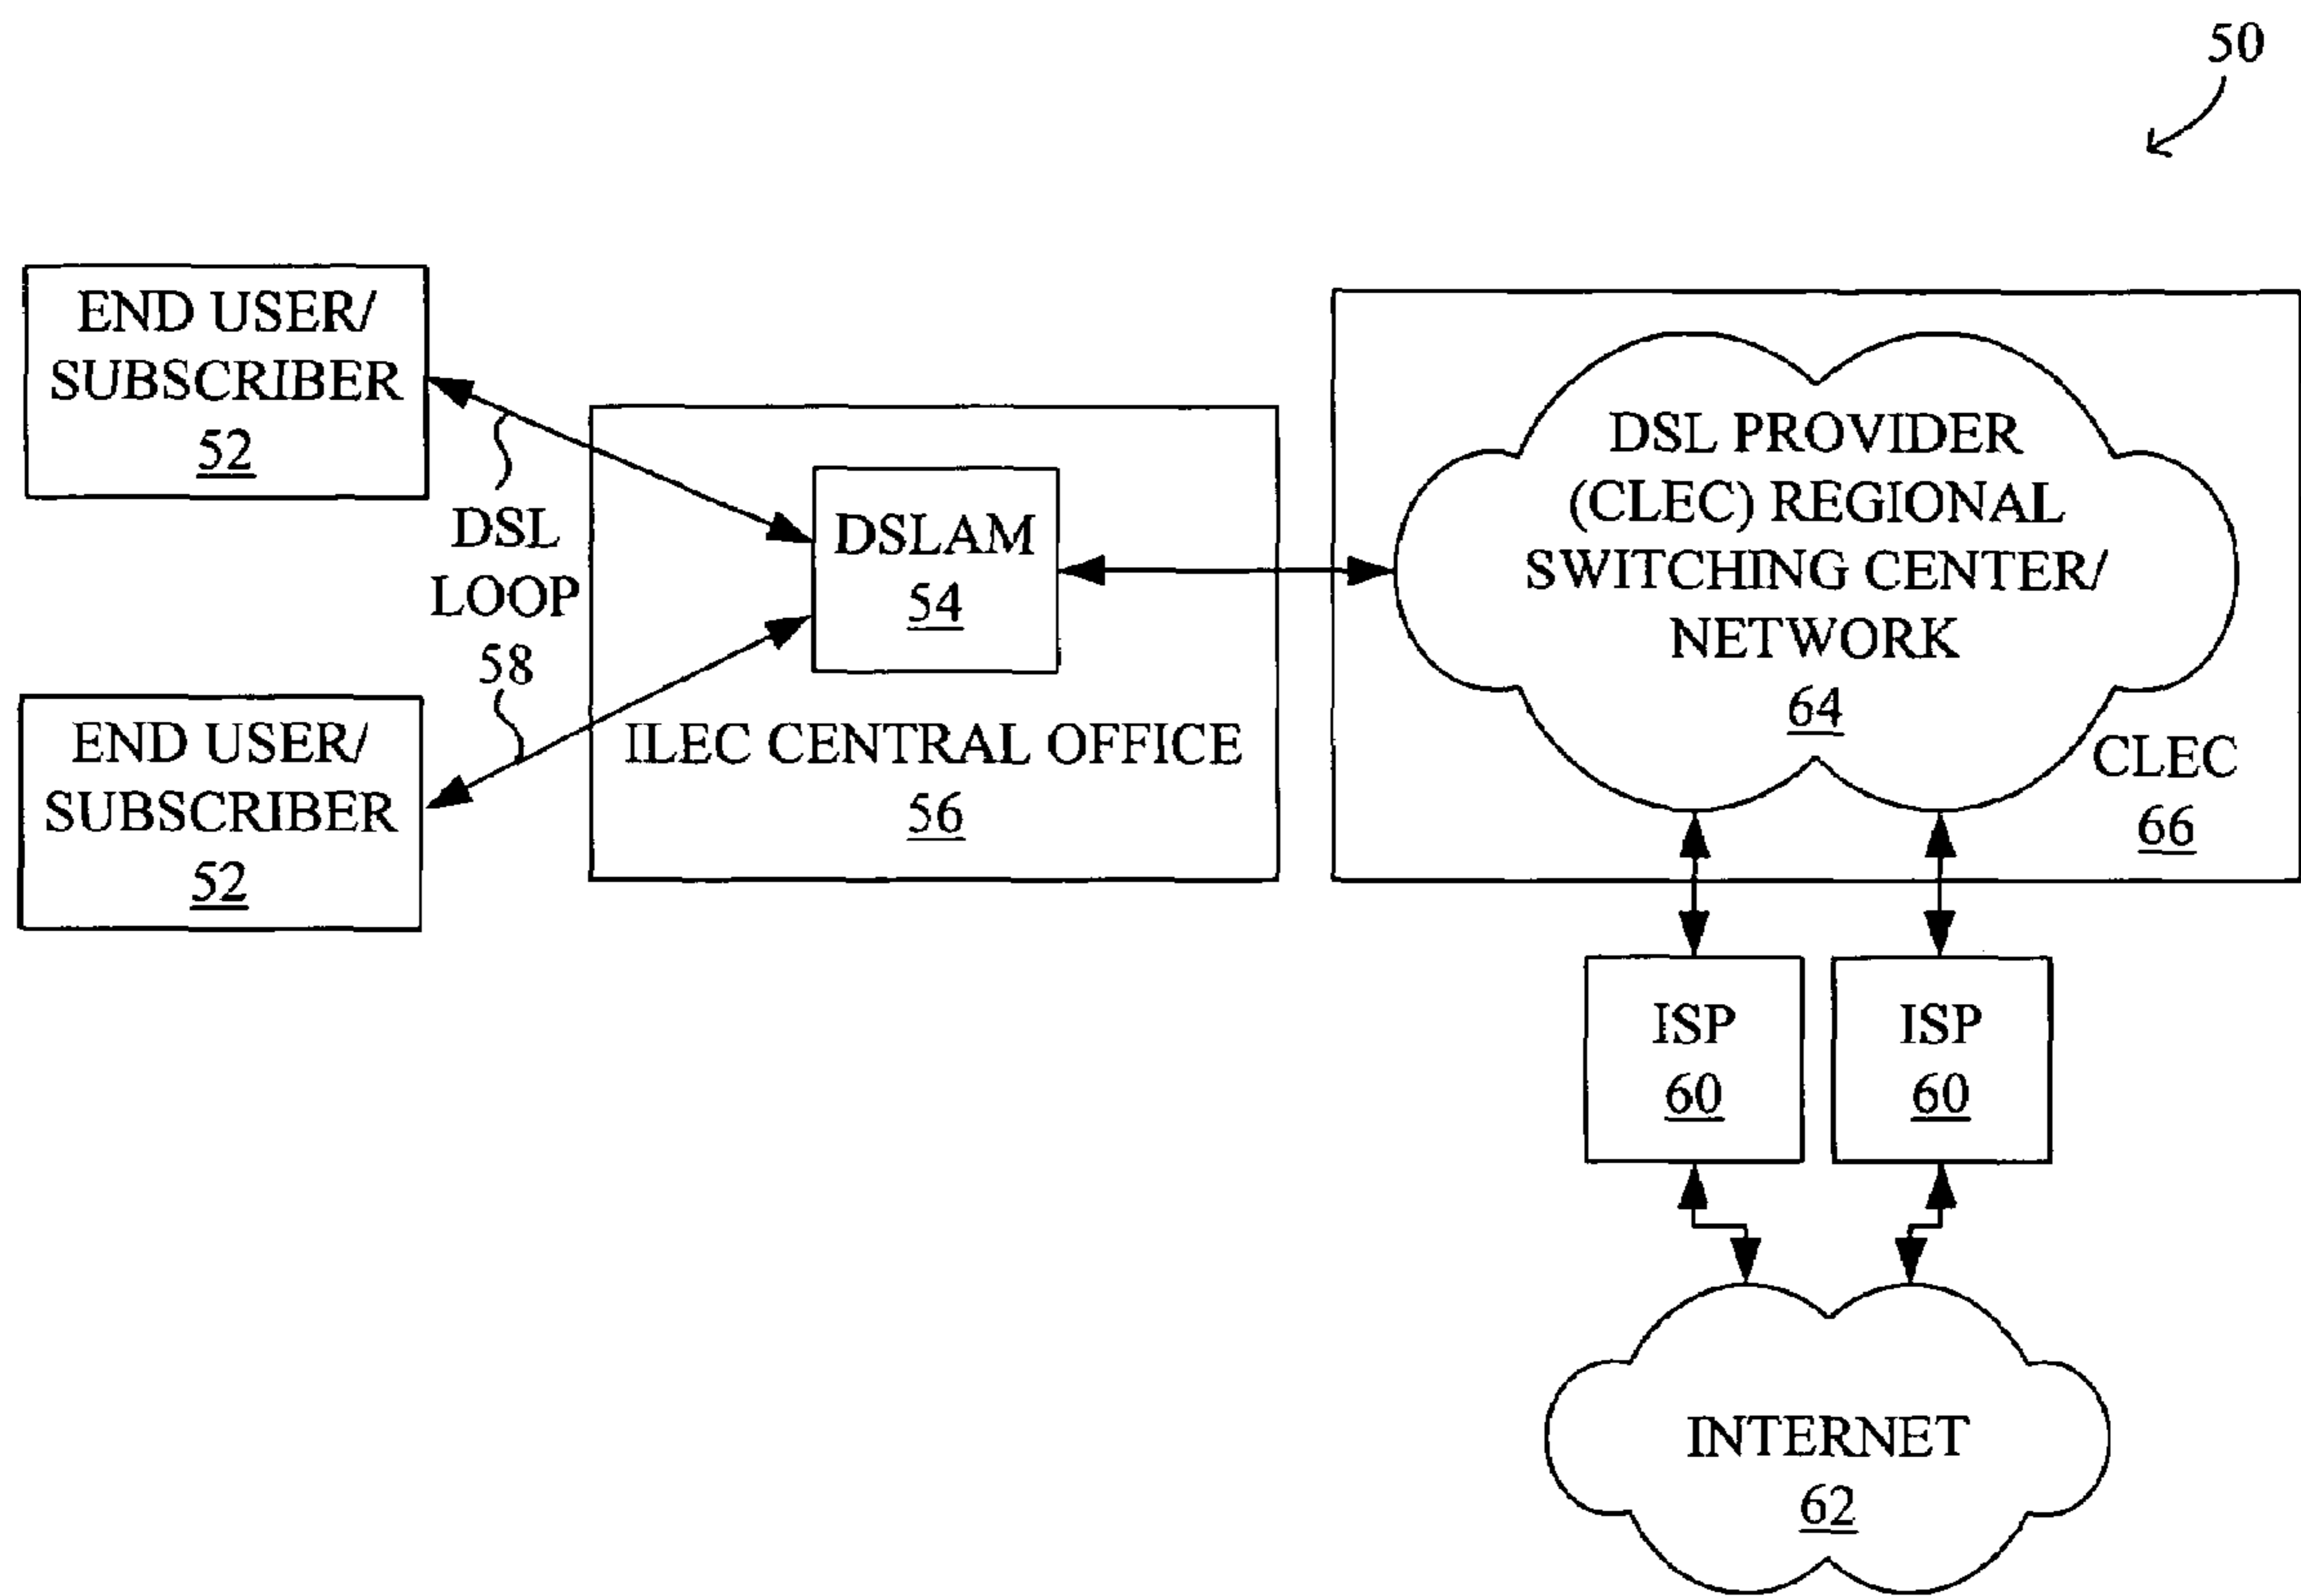 50
END USER/
SUBSCRIBER
52
DSL
LOOP
58
END USER/
SUBSCRIBER
52
DSLAM
54
ILEC CENTRAL OFFICE
56
DSL PROVIDER
(CLEC) REGIONAL
SWITCHING CENTER/
NETWORK
64
CLEC
66
ISP
60
ISP
60
INTERNET
62